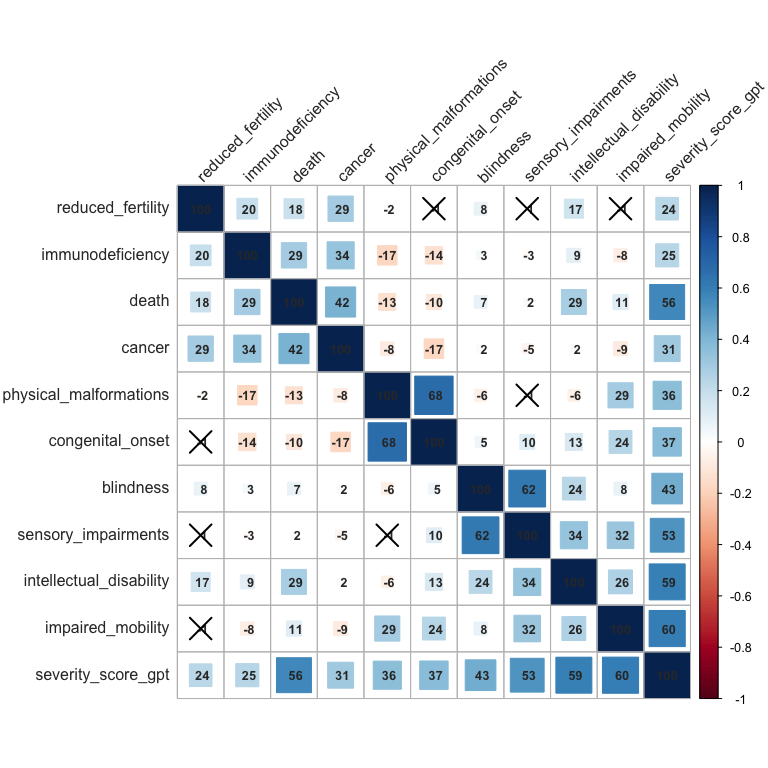 reduced_fertility
immunodeficiency
death
cancer
physical_malformations
congenital_onset
blindness
sensory_impairments
intellectual_disability
impaired_mobility
severity_score_gpt
reduced_fertility 100 20 18 29 -2 8 17 24
immunodeficiency 20 100 29 34 -17 -14 3 -3 9 -8 25
death 18 29 100 42 -13 -10 7 2 29 11 56
cancer 29 34 42 100 -8 -17 2 -5 2 -9 31
physical_malformations -2 -17 -13 -8 100 68 -6 -6 29 36
congenital_onset -14 -10 -17 68 100 5 10 13 24 37
blindness 8 3 7 2 -6 5 100 62 24 8 43
sensory_impairments -3 2 -5 10 62 100 34 32 53
intellectual_disability 17 9 29 2 -6 13 24 34 100 26 59
impaired_mobility -8 11 -9 29 24 8 32 26 100 60
severity_score_gpt 24 25 56 31 36 37 43 53 59 60 100
1
0.8
0.6
0.4
0.2
0
-0.2
-0.4
-0.6
-0.8
-1